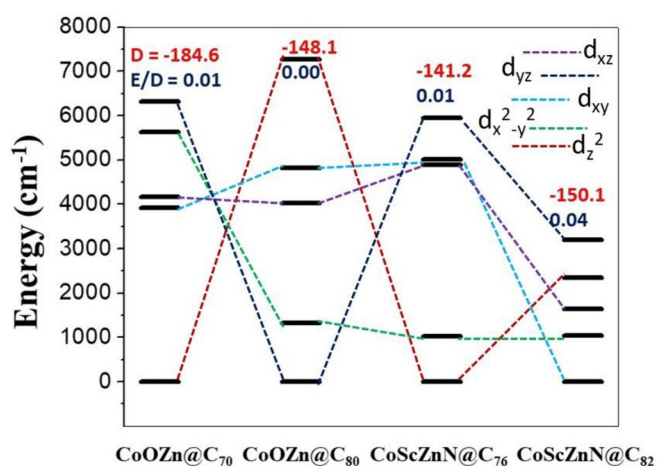 8000
7000
6000
5000
4000
3000
2000
1000
0
Energy (cm⁻¹)
D = -184.6
E/D = 0.01
-148.1
0.00
-141.2
0.01
-150.1
0.04
dxz
dyz
dxy
dx²-y²
dz²
CoOZn@C₇₀ CoOZn@C₈₀ CoScZnN@C₇₆ CoScZnN@C₈₂